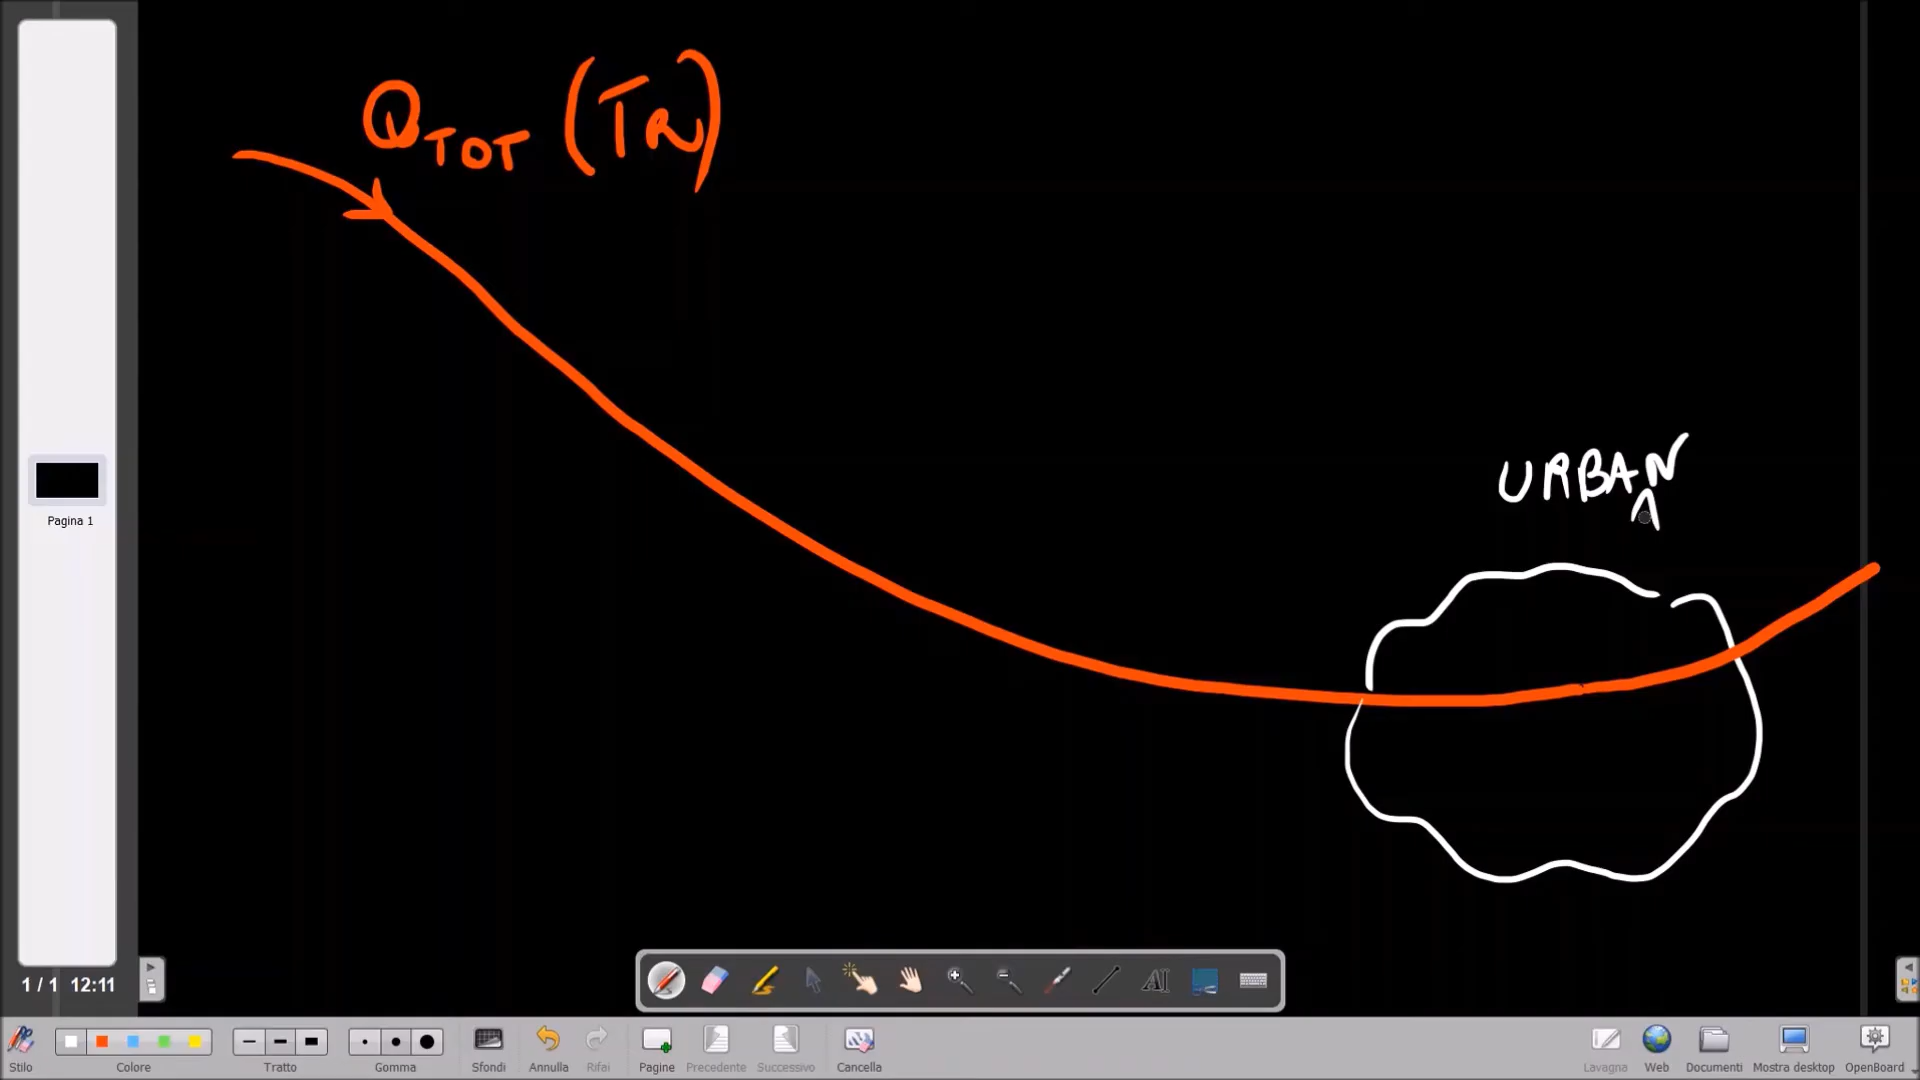 Q TOT (TR)
URBAN
Pagina 1
1 / 1 12:11
AI
Stilo Colore Tratto Gomma Sfondi Annulla Rifai Pagine Precedente Successivo Cancella Lavagna Web Documenti Mostra desktop OpenBoard